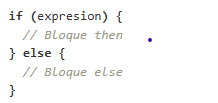 if (expresion) {
  // Bloque then
} else {
  // Bloque else
}